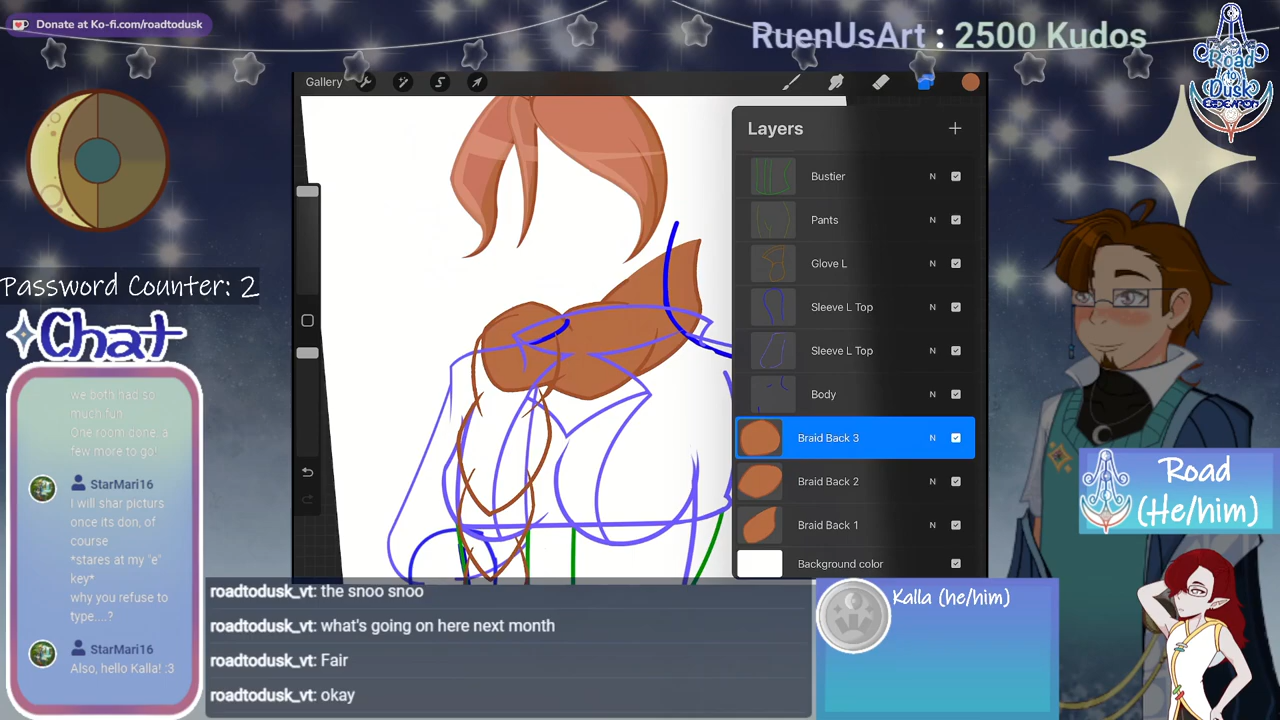 Donate at Ko-fi.com/roadtodusk
RuenUsArt : 2500 Kudos
Road
to
Dusk
Gallery
Layers
Bustier
N
Pants
N
Glove L
N
Sleeve L Top
N
Sleeve L Top
N
Body
N
Braid Back 3
N
Braid Back 2
N
Braid Back 1
N
Background color
Password Counter: 2
Chat
we both had so
much fun
One room done, a
few more to go!
StarMari16
I will shar picturs
once its don, of
course
*stares at my "e"
key*
why you refuse to
type....?
StarMari16
Also, hello Kalla! :3
roadtodusk_vt: the snoo snoo
roadtodusk_vt: what's going on here next month
roadtodusk_vt: Fair
roadtodusk_vt: okay
Kalla (he/him)
Road
(He/him)